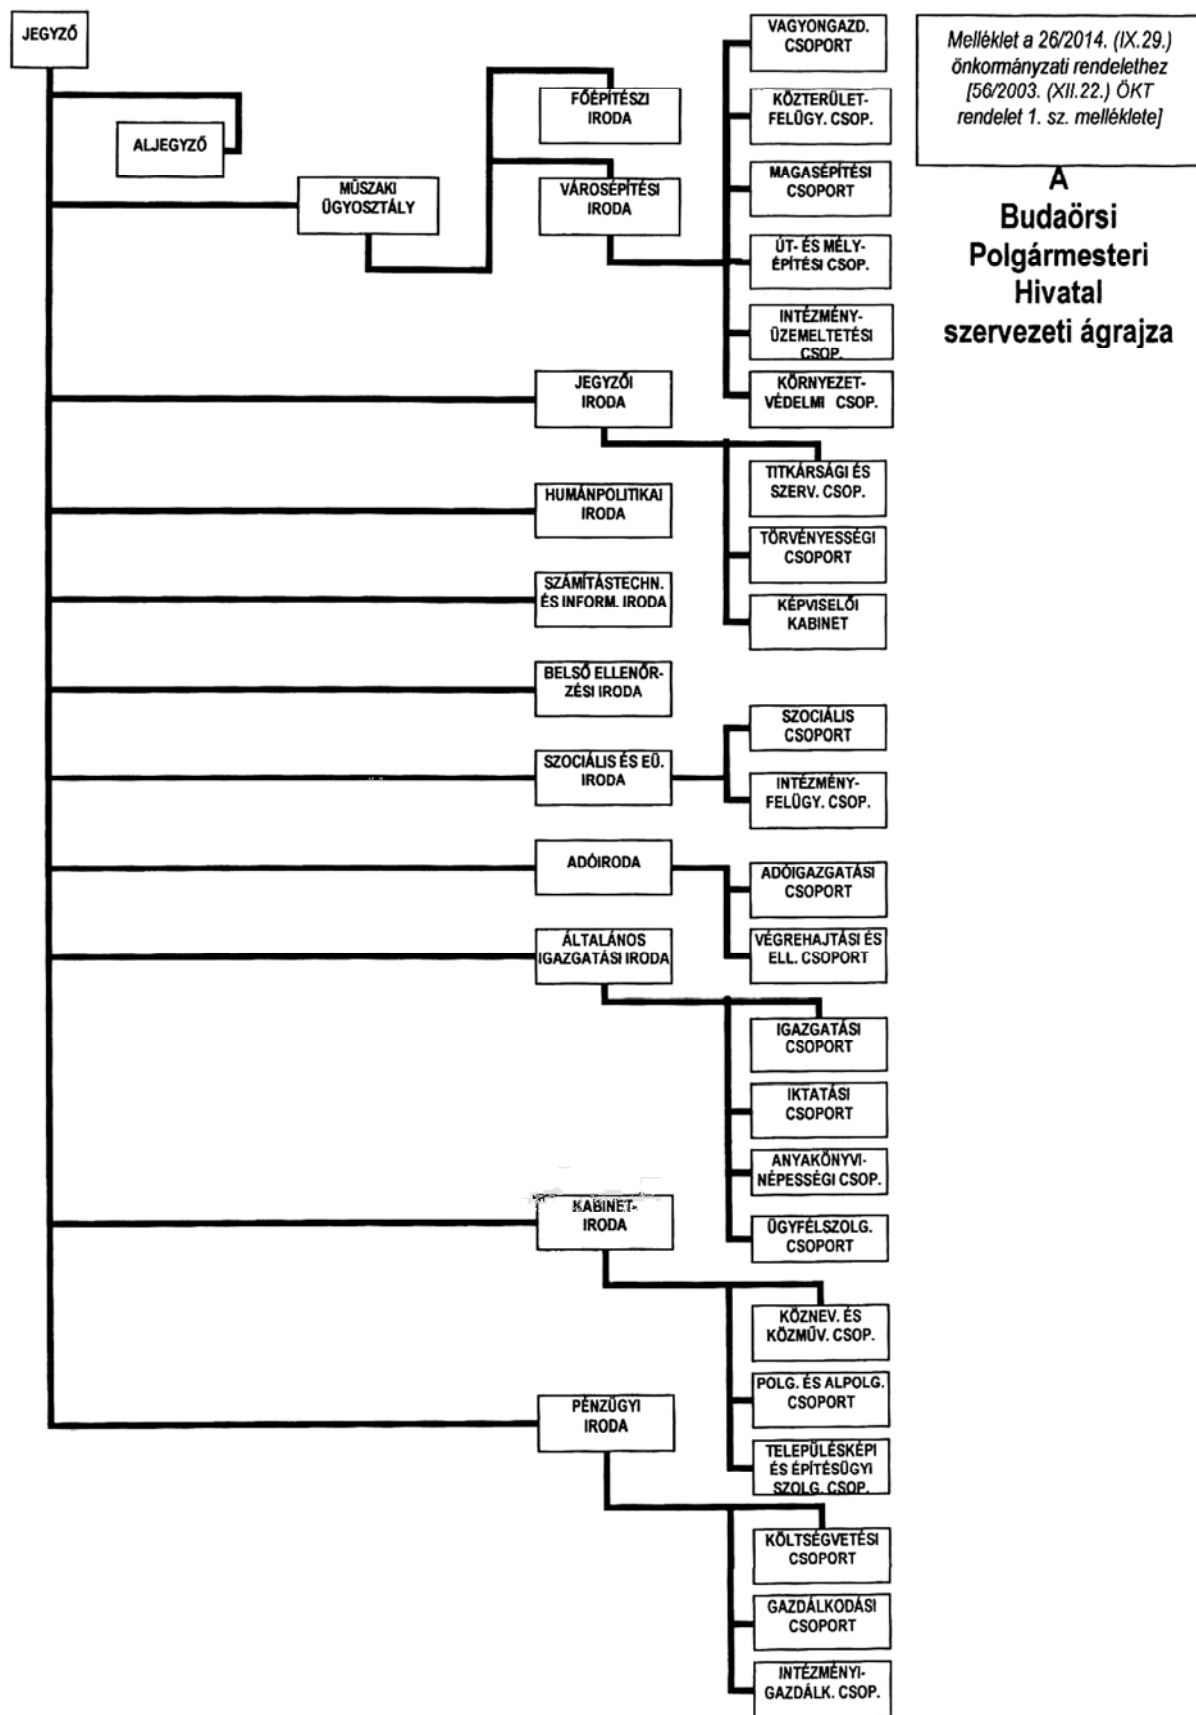 JEGYZŐ
ALJEGYZŐ
MŰSZAKI
ÜGYOSZTÁLY
FŐÉPÍTÉSZI
IRODA
VÁROSÉPÍTÉSI
IRODA
VAGYONGAZD.
CSOPORT
KÖZTERÜLET-
FELÜGY. CSOP.
MAGASÉPÍTÉSI
CSOPORT
ÚT- ÉS MÉLY-
ÉPÍTÉSI CSOP.
INTÉZMÉNY-
ÜZEMELTETÉSI
CSOP.
KÖRNYEZET-
VÉDELMI CSOP.
Melléklet a 26/2014. (IX.29.)
önkormányzati rendelethez
[56/2003. (XII.22.) ÖKT
rendelet 1. sz. melléklete]
A
Budaörsi
Polgármesteri
Hivatal
szervezeti ágrajza
JEGYZŐI
IRODA
TITKÁRSÁGI ÉS
SZERV. CSOP.
TÖRVÉNYESSÉGI
CSOPORT
KÉPVISELŐI
KABINET
HUMÁNPOLITIKAI
IRODA
SZÁMÍTÁSTECHN.
ÉS INFORM. IRODA
BELSŐ ELLENŐR-
ZÉSI IRODA
SZOCIÁLIS ÉS EÜ.
IRODA
SZOCIÁLIS
CSOPORT
INTÉZMÉNY-
FELÜGY. CSOP.
ADÓIRODA
ADÓIGAZGATÁSI
CSOPORT
VÉGREHAJTÁSI ÉS
ELL. CSOPORT
ÁLTALÁNOS
IGAZGATÁSI IRODA
IGAZGATÁSI
CSOPORT
IKTATÁSI
CSOPORT
ANYAKÖNYVI-
NÉPESSÉGI CSOP.
ÜGYFÉLSZOLG.
CSOPORT
KABINET-
IRODA
KÖZNEV. ÉS
KÖZMŰV. CSOP.
POLG. ÉS ALPOLG.
CSOPORT
TELEPÜLÉSKÉPI
ÉS ÉPÍTÉSÜGYI
SZOLG. CSOP.
PÉNZÜGYI
IRODA
KÖLTSÉGVETÉSI
CSOPORT
GAZDÁLKODÁSI
CSOPORT
INTÉZMÉNYI-
GAZDÁLK. CSOP.